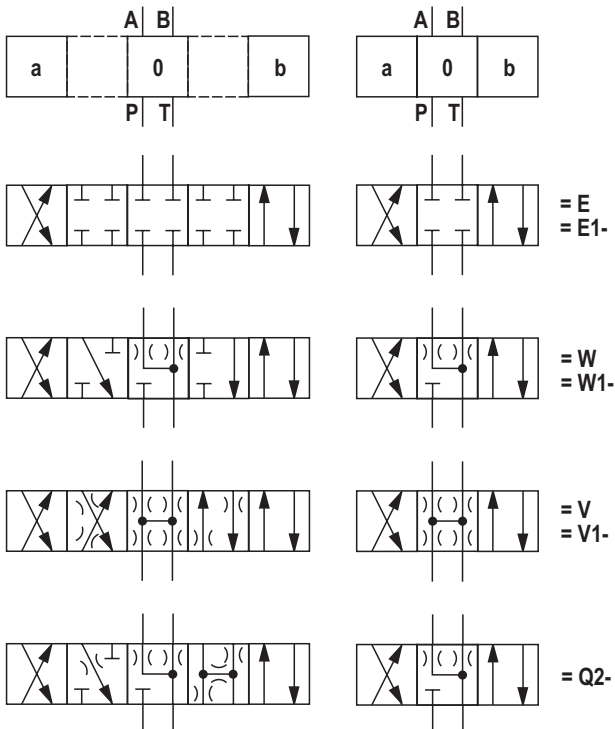 A B A B
a 0 b a 0 b
P T P T
= E
= E1-
= W
= W1-
= V
= V1-
= Q2-